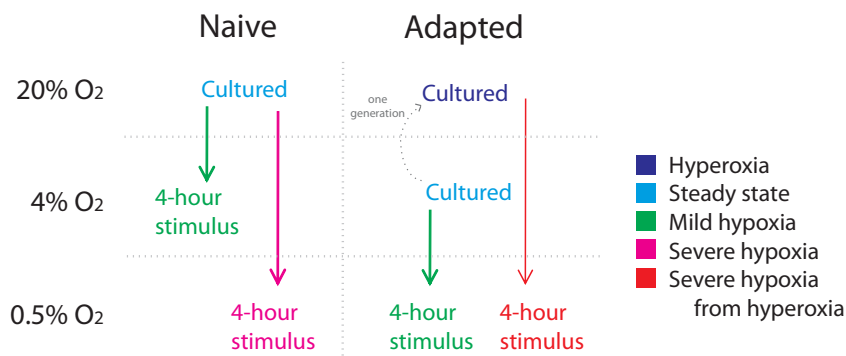 Naive
Adapted
20% O2
Cultured
one
generation
Cultured
4% O2
4-hour
stimulus
Cultured
0.5% O2
4-hour
stimulus
4-hour
stimulus
4-hour
stimulus
Hyperoxia
Steady state
Mild hypoxia
Severe hypoxia
Severe hypoxia
from hyperoxia